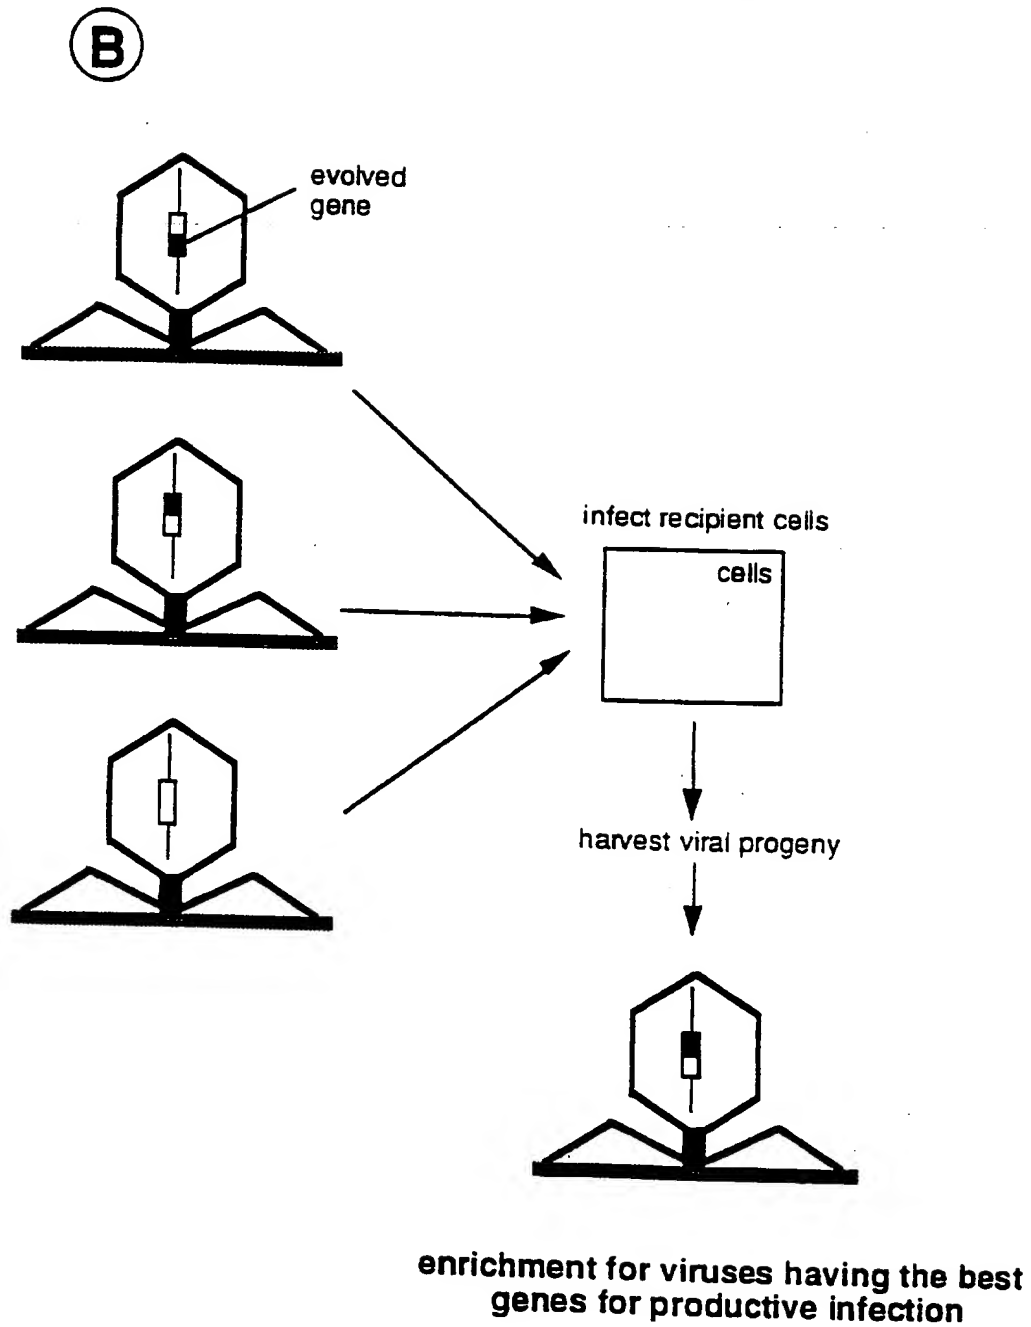 B
evolved
gene
infect recipient cells
cells
harvest viral progeny
enrichment for viruses having the best
genes for productive infection